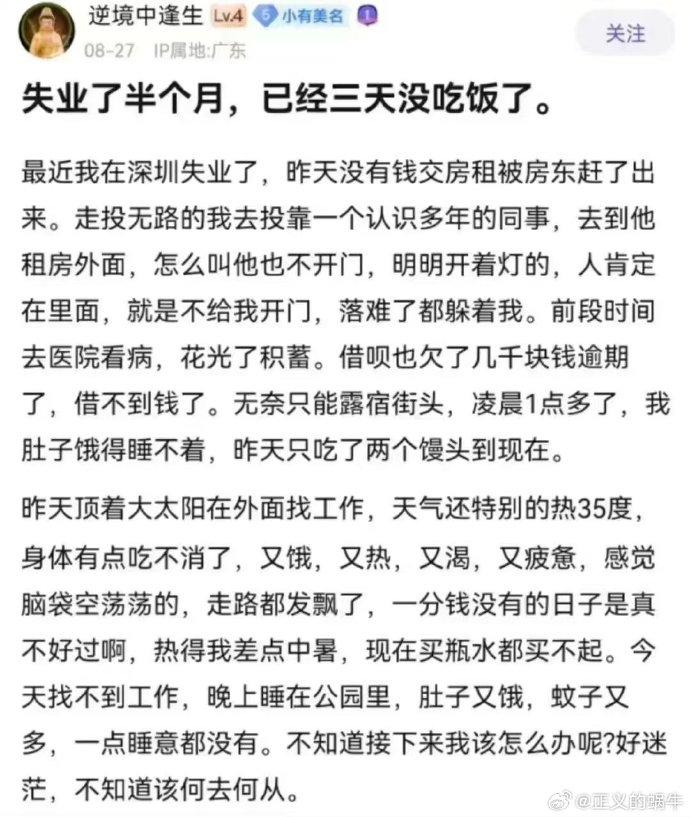 逆境中逢生 Lv.4 5 小有美名 1
关注
08-27 IP属地:广东
失业了半个月，已经三天没吃饭了。
最近我在深圳失业了，昨天没有钱交房租被房东赶了出
来。走投无路的我去投靠一个认识多年的同事，去到他
租房外面，怎么叫他也不开门，明明开着灯的，人肯定
在里面，就是不给我开门，落难了都躲着我。前段时间
去医院看病，花光了积蓄。借呗也欠了几千块钱逾期
了，借不到钱了。无奈只能露宿街头，凌晨1点多了，我
肚子饿得睡不着，昨天只吃了两个馒头到现在。
昨天顶着大太阳在外面找工作，天气还特别的热35度，
身体有点吃不消了，又饿，又热，又渴，又疲惫，感觉
脑袋空荡荡的，走路都发飘了，一分钱没有的日子是真
不好过啊，热得我差点中暑，现在买瓶水都买不起。今
天找不到工作，晚上睡在公园里，肚子又饿，蚊子又
多，一点睡意都没有。不知道接下来我该怎么办呢?好迷
茫，不知道该何去何从。
@正义的蜗牛